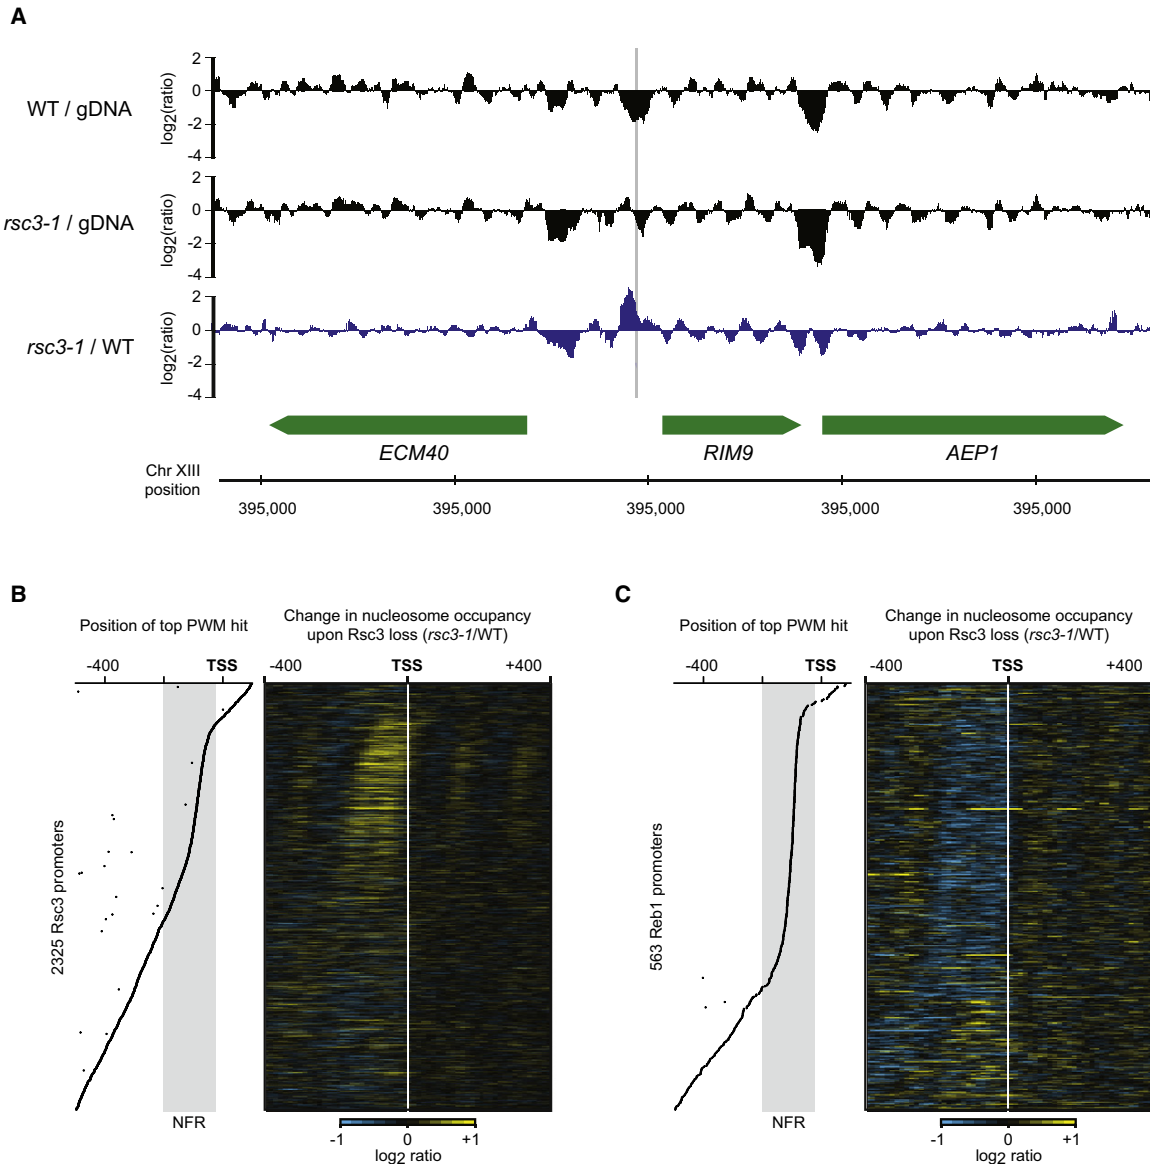 A
WT / gDNA
log2(ratio)
2
0
-2
-4
rsc3-1 / gDNA
log2(ratio)
2
0
-2
-4
rsc3-1 / WT
log2(ratio)
2
0
-2
-4
ECM40
RIM9
AEP1
Chr XIII
position
395,000
395,000
395,000
395,000
395,000
B
Position of top PWM hit
-400
TSS
Change in nucleosome occupancy
upon Rsc3 loss (rsc3-1/WT)
-400
TSS
+400
2325 Rsc3 promoters
NFR
-1
0
+1
log2 ratio
C
Position of top PWM hit
-400
TSS
Change in nucleosome occupancy
upon Rsc3 loss (rsc3-1/WT)
-400
TSS
+400
563 Reb1 promoters
NFR
-1
0
+1
log2 ratio